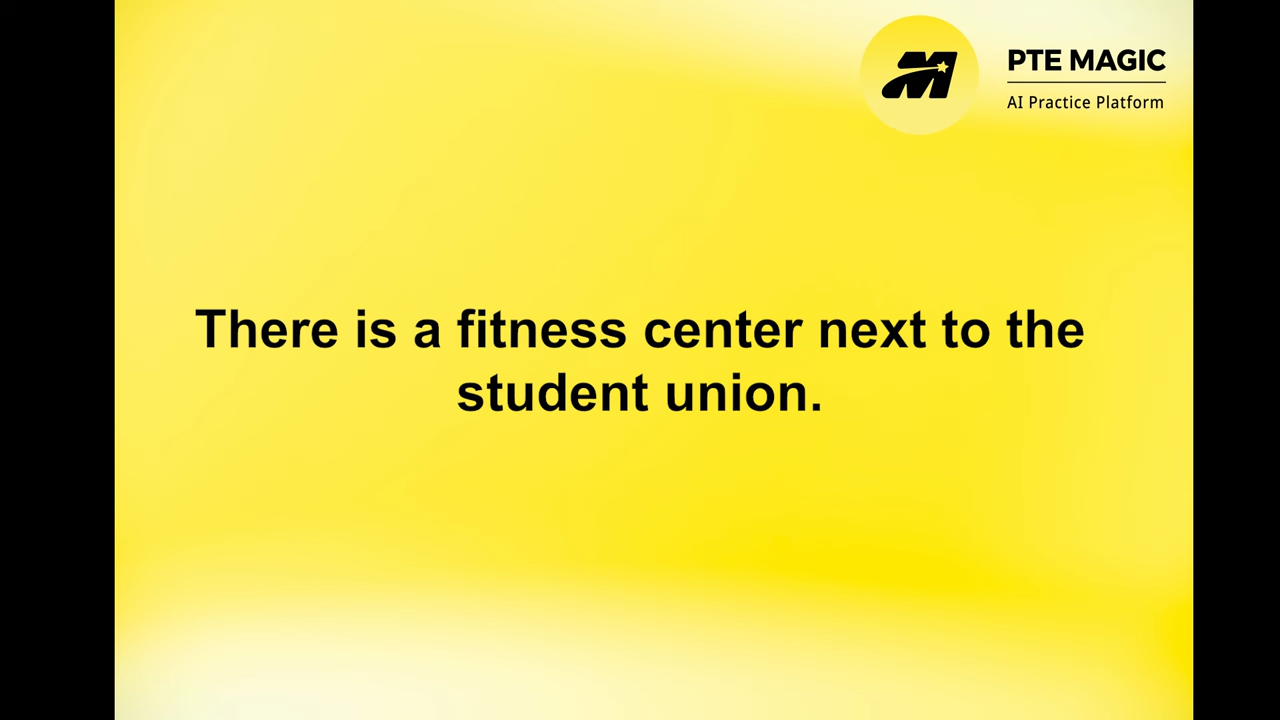 PTE MAGIC
AI Practice Platform
There is a fitness center next to the
student union.